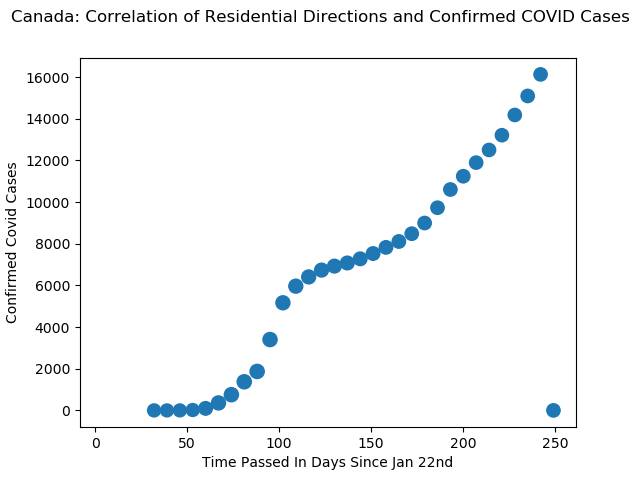 Canada: Correlation of Residential Directions and Confirmed COVID Cases
16000
14000
12000
10000
8000
6000
4000
2000
0
Confirmed Covid Cases
0 50 100 150 200 250
Time Passed In Days Since Jan 22nd